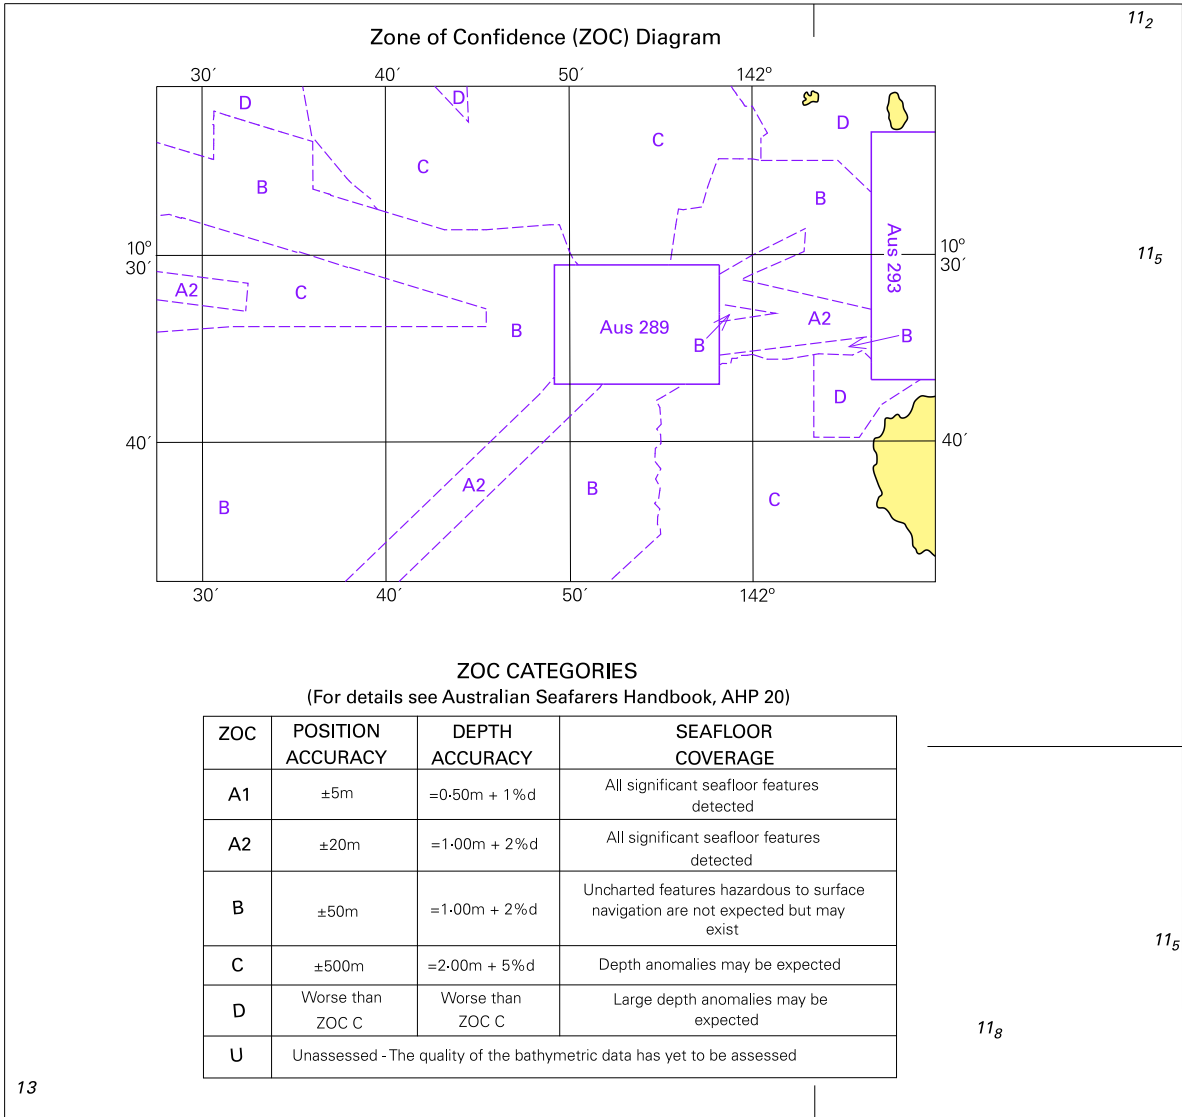 11₂
Zone of Confidence (ZOC) Diagram
30′ 40′ 50′ 142º
D D D
C C
B B
10º 10º
30′ 30′
Aus 293
11₅
A2 C
B Aus 289 A2
B B
D
40′ 40′
A2 B C
B
30′ 40′ 50′ 142º
ZOC CATEGORIES
(For details see Australian Seafarers Handbook, AHP 20)
ZOC POSITION ACCURACY DEPTH ACCURACY SEAFLOOR COVERAGE
A1 ±5m =0·50m + 1%d All significant seafloor features
detected
A2 ±20m =1·00m + 2%d All significant seafloor features
detected
B ±50m =1·00m + 2%d Uncharted features hazardous to surface
navigation are not expected but may
exist
C ±500m =2·00m + 5%d Depth anomalies may be expected
D Worse than ZOC C Worse than ZOC C Large depth anomalies may be
expected
U Unassessed - The quality of the bathymetric data has yet to be assessed
11₅
11₈
13